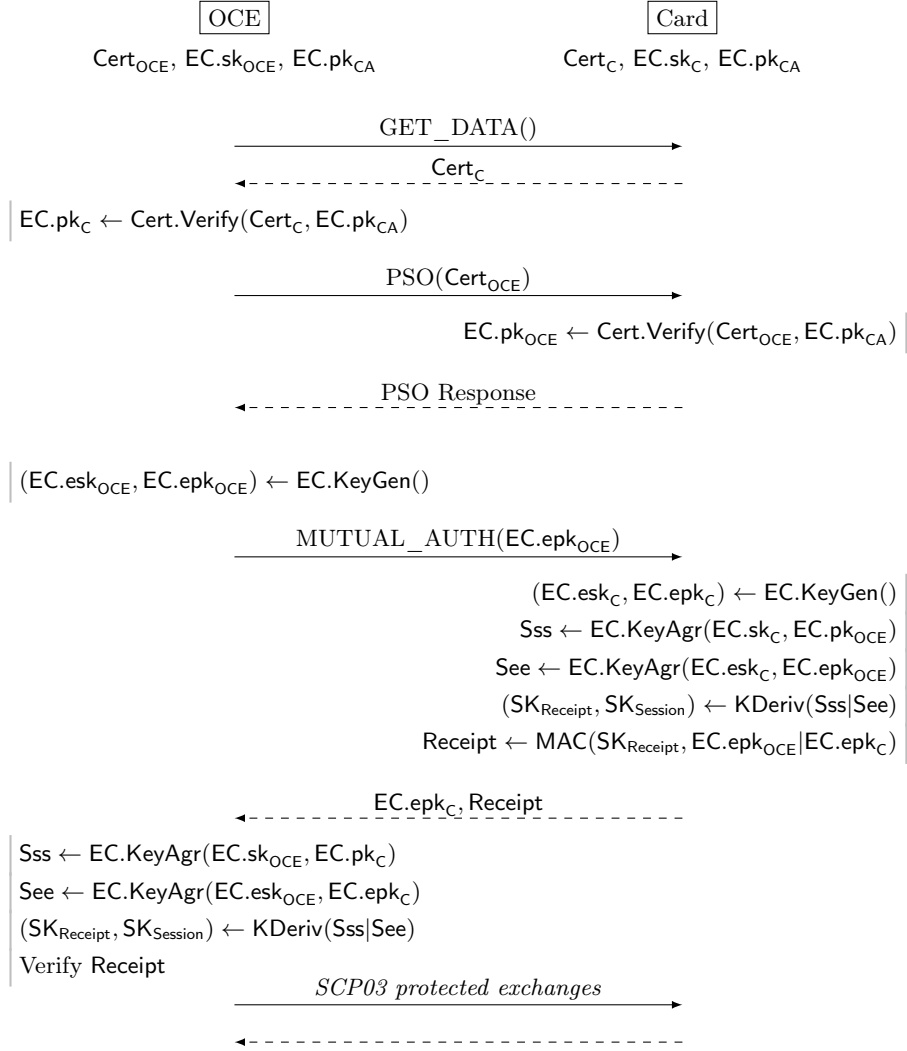 OCE Card
Cert_OCE, EC.sk_OCE, EC.pk_CA Cert_C, EC.sk_C, EC.pk_CA
GET_DATA()
Cert_C
EC.pk_C ← Cert.Verify(Cert_C, EC.pk_CA)
PSO(Cert_OCE)
EC.pk_OCE ← Cert.Verify(Cert_OCE, EC.pk_CA)
PSO Response
(EC.esk_OCE, EC.epk_OCE) ← EC.KeyGen()
MUTUAL_AUTH(EC.epk_OCE)
(EC.esk_C, EC.epk_C) ← EC.KeyGen()
Sss ← EC.KeyAgr(EC.sk_C, EC.pk_OCE)
See ← EC.KeyAgr(EC.esk_C, EC.epk_OCE)
(SK_Receipt, SK_Session) ← KDeriv(Sss|See)
Receipt ← MAC(SK_Receipt, EC.epk_OCE|EC.epk_C)
EC.epk_C, Receipt
Sss ← EC.KeyAgr(EC.sk_OCE, EC.pk_C)
See ← EC.KeyAgr(EC.esk_OCE, EC.epk_C)
(SK_Receipt, SK_Session) ← KDeriv(Sss|See)
Verify Receipt
SCP03 protected exchanges